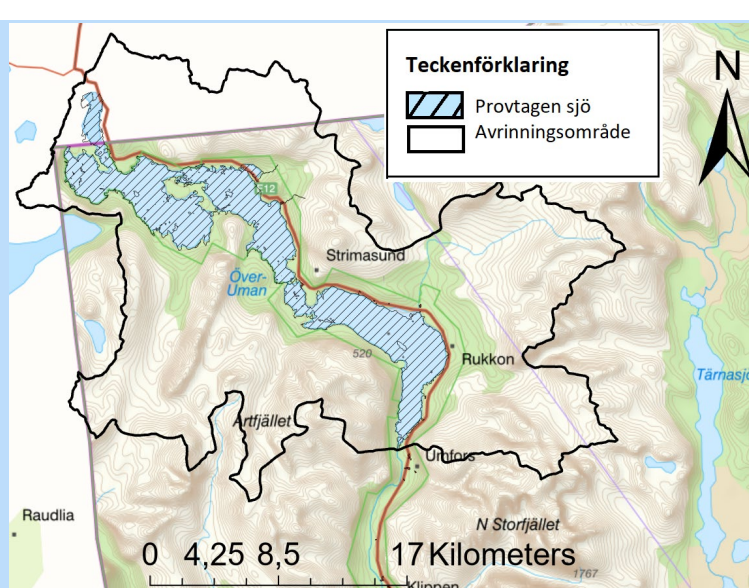 Teckenförklaring
Provtagen sjö
Avrinningsområde
N
E12
Strimasund
Över-
Uman
520
Rukkon
Tärnasjö
Artfjället
Umfors
Raudlia
N Storfjället
0 4,25 8,5 17 Kilometers
1767
Klippen